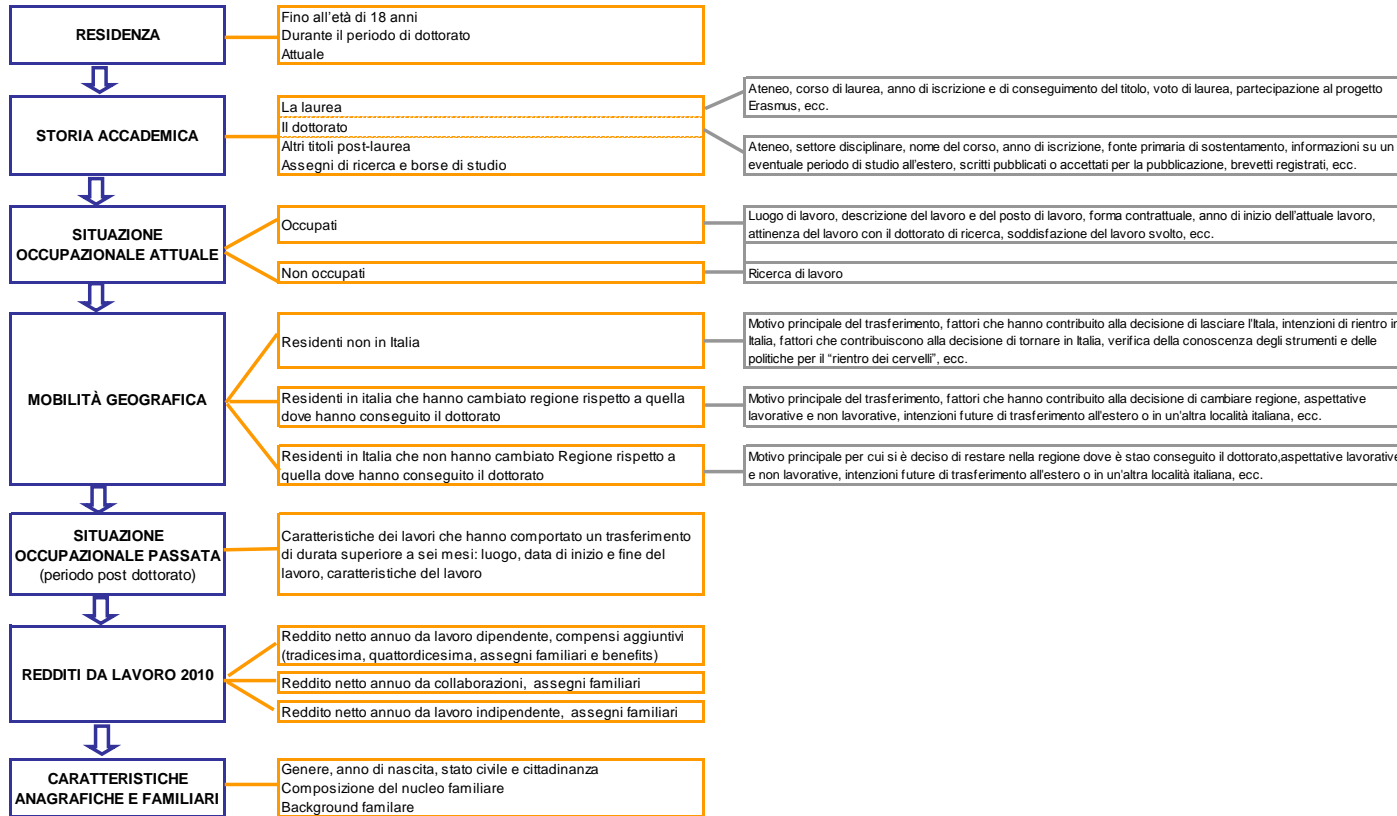 RESIDENZA
Fino all'età di 18 anni
Durante il periodo di dottorato
Attuale
STORIA ACCADEMICA
La laurea
Il dottorato
Altri titoli post-laurea
Assegni di ricerca e borse di studio
Ateneo, corso di laurea, anno di iscrizione e di conseguimento del titolo, voto di laurea, partecipazione al progetto
Erasmus, ecc.
Ateneo, settore disciplinare, nome del corso, anno di iscrizione, fonte primaria di sostentamento, informazioni su un
eventuale periodo di studio all'estero, scritti pubblicati o accettati per la pubblicazione, brevetti registrati, ecc.
SITUAZIONE
OCCUPAZIONALE ATTUALE
Occupati
Luogo di lavoro, descrizione del lavoro e del posto di lavoro, forma contrattuale, anno di inizio dell'attuale lavoro,
attinenza del lavoro con il dottorato di ricerca, soddisfazione del lavoro svolto, ecc.
Non occupati
Ricerca di lavoro
MOBILITÀ GEOGRAFICA
Residenti non in Italia
Motivo principale del trasferimento, fattori che hanno contribuito alla decisione di lasciare l'Itala, intenzioni di rientro in
Italia, fattori che contribuiscono alla decisione di tornare in Italia, verifica della conoscenza degli strumenti e delle
politiche per il "rientro dei cervelli", ecc.
Residenti in italia che hanno cambiato regione rispetto a quella
dove hanno conseguito il dottorato
Motivo principale del trasferimento, fattori che hanno contribuito alla decisione di cambiare regione, aspettative
lavorative e non lavorative, intenzioni future di trasferimento all'estero o in un'altra località italiana, ecc.
Residenti in Italia che non hanno cambiato Regione rispetto a
quella dove hanno conseguito il dottorato
Motivo principale per cui si è deciso di restare nella regione dove è stao conseguito il dottorato,aspettative lavorative
e non lavorative, intenzioni future di trasferimento all'estero o in un'altra località italiana, ecc.
SITUAZIONE
OCCUPAZIONALE PASSATA
(periodo post dottorato)
Caratteristiche dei lavori che hanno comportato un trasferimento
di durata superiore a sei mesi: luogo, data di inizio e fine del
lavoro, caratteristiche del lavoro
REDDITI DA LAVORO 2010
Reddito netto annuo da lavoro dipendente, compensi aggiuntivi
(tradicesima, quattordicesima, assegni familiari e benefits)
Reddito netto annuo da collaborazioni, assegni familiari
Reddito netto annuo da lavoro indipendente, assegni familiari
CARATTERISTICHE
ANAGRAFICHE E FAMILIARI
Genere, anno di nascita, stato civile e cittadinanza
Composizione del nucleo familiare
Background familare